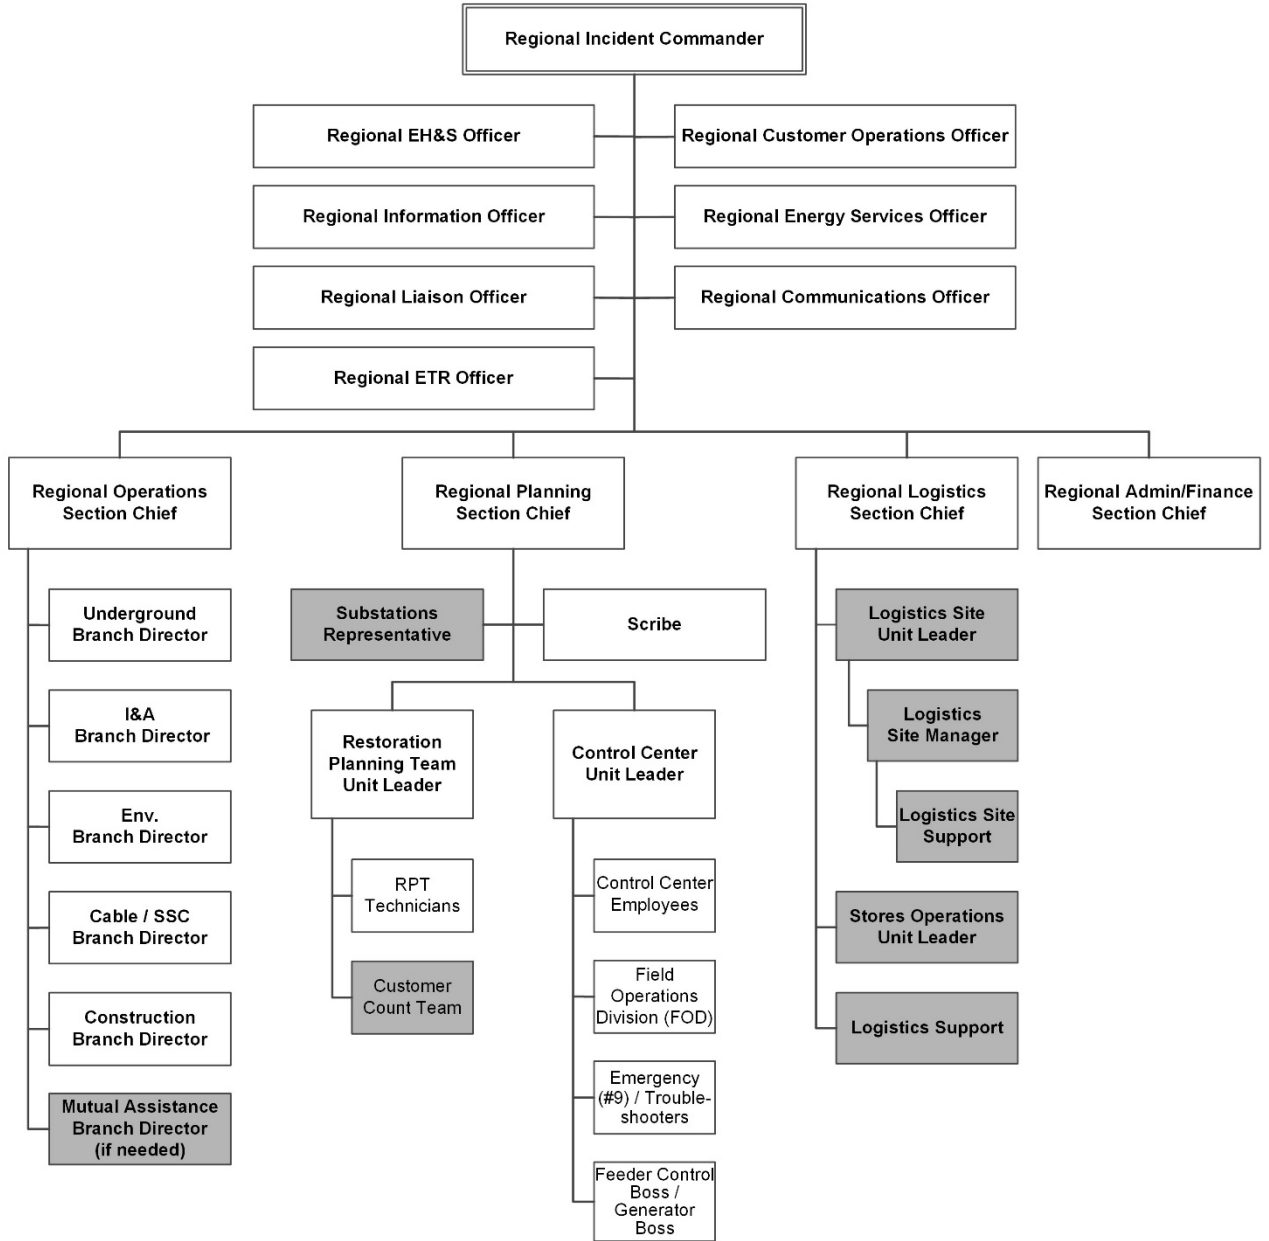 Regional Incident Commander
Regional EH&S Officer
Regional Customer Operations Officer
Regional Information Officer
Regional Energy Services Officer
Regional Liaison Officer
Regional Communications Officer
Regional ETR Officer
Regional Operations
Section Chief
Regional Planning
Section Chief
Regional Logistics
Section Chief
Regional Admin/Finance
Section Chief
Underground
Branch Director
I&A
Branch Director
Env.
Branch Director
Cable / SSC
Branch Director
Construction
Branch Director
Mutual Assistance
Branch Director
(if needed)
Substations
Representative
Scribe
Restoration
Planning Team
Unit Leader
RPT
Technicians
Customer
Count Team
Control Center
Unit Leader
Control Center
Employees
Field
Operations
Division (FOD)
Emergency
(#9) / Trouble-
shooters
Feeder Control
Boss /
Generator
Boss
Logistics Site
Unit Leader
Logistics
Site Manager
Logistics Site
Support
Stores Operations
Unit Leader
Logistics Support